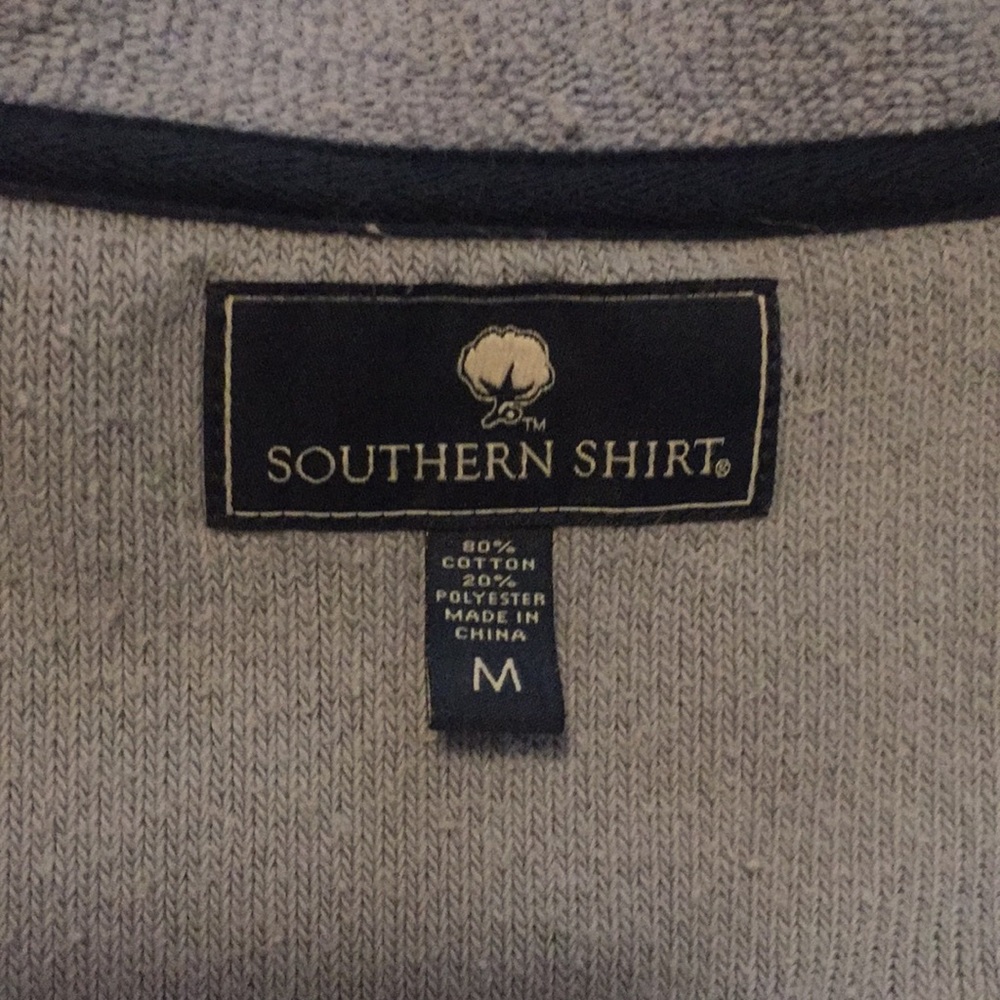 TM
SOUTHERN SHIRT®
80%
COTTON
20%
POLYESTER
MADE IN
CHINA
M